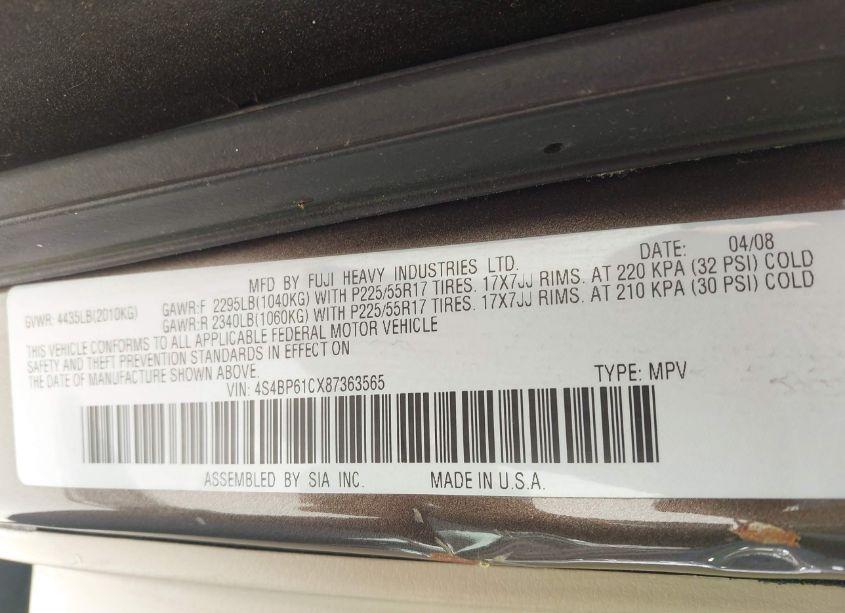 MFD BY FUJI HEAVY INDUSTRIES LTD. DATE: 04/08
GVWR: 4435LB(2010KG) GAWR:F 2295LB(1040KG) WITH P225/55R17 TIRES. 17X7JJ RIMS. AT 220 KPA (32 PSI) COLD
GAWR:R 2340LB(1060KG) WITH P225/55R17 TIRES. 17X7JJ RIMS. AT 210 KPA (30 PSI) COLD
THIS VEHICLE CONFORMS TO ALL APPLICABLE FEDERAL MOTOR VEHICLE
SAFETY AND THEFT PREVENTION STANDARDS IN EFFECT ON
THE DATE OF MANUFACTURE SHOWN ABOVE
VIN: 4S4BP61CX87363565 TYPE: MPV
ASSEMBLED BY SIA INC. MADE IN U.S.A.